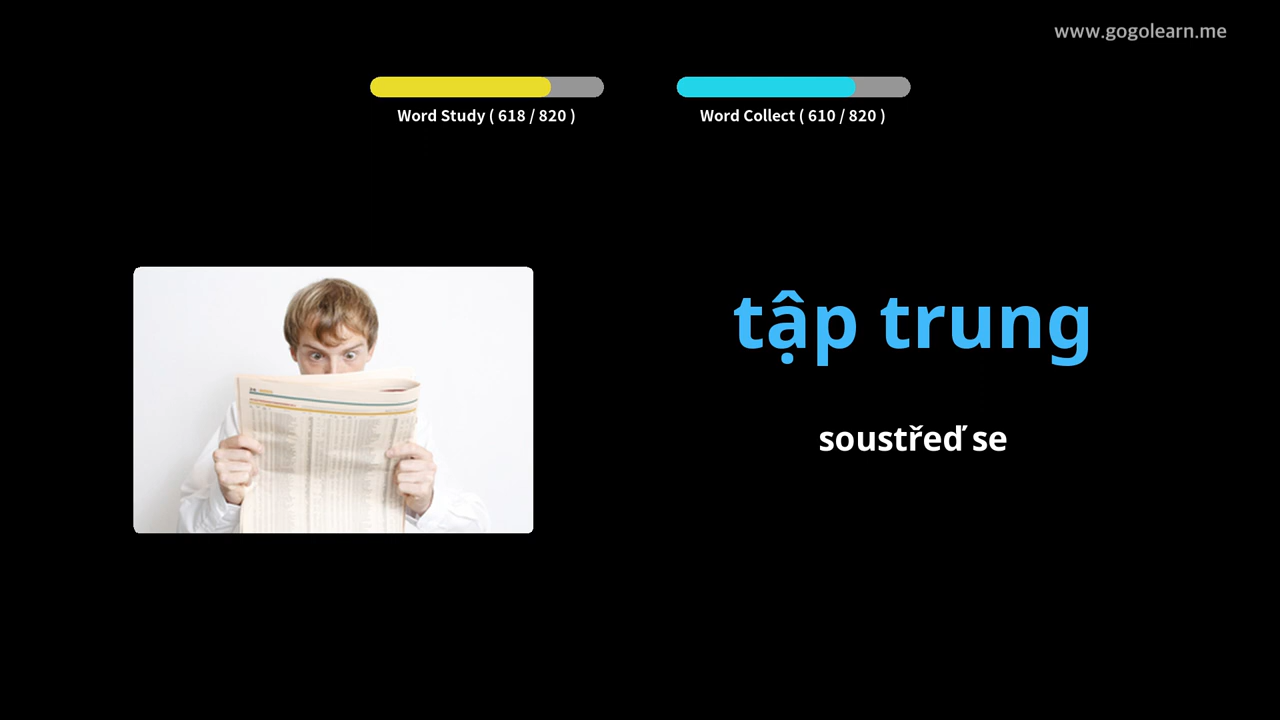 www.gogolearn.me
Word Study ( 618 / 820 )
Word Collect ( 610 / 820 )
tập trung
soustřeď se